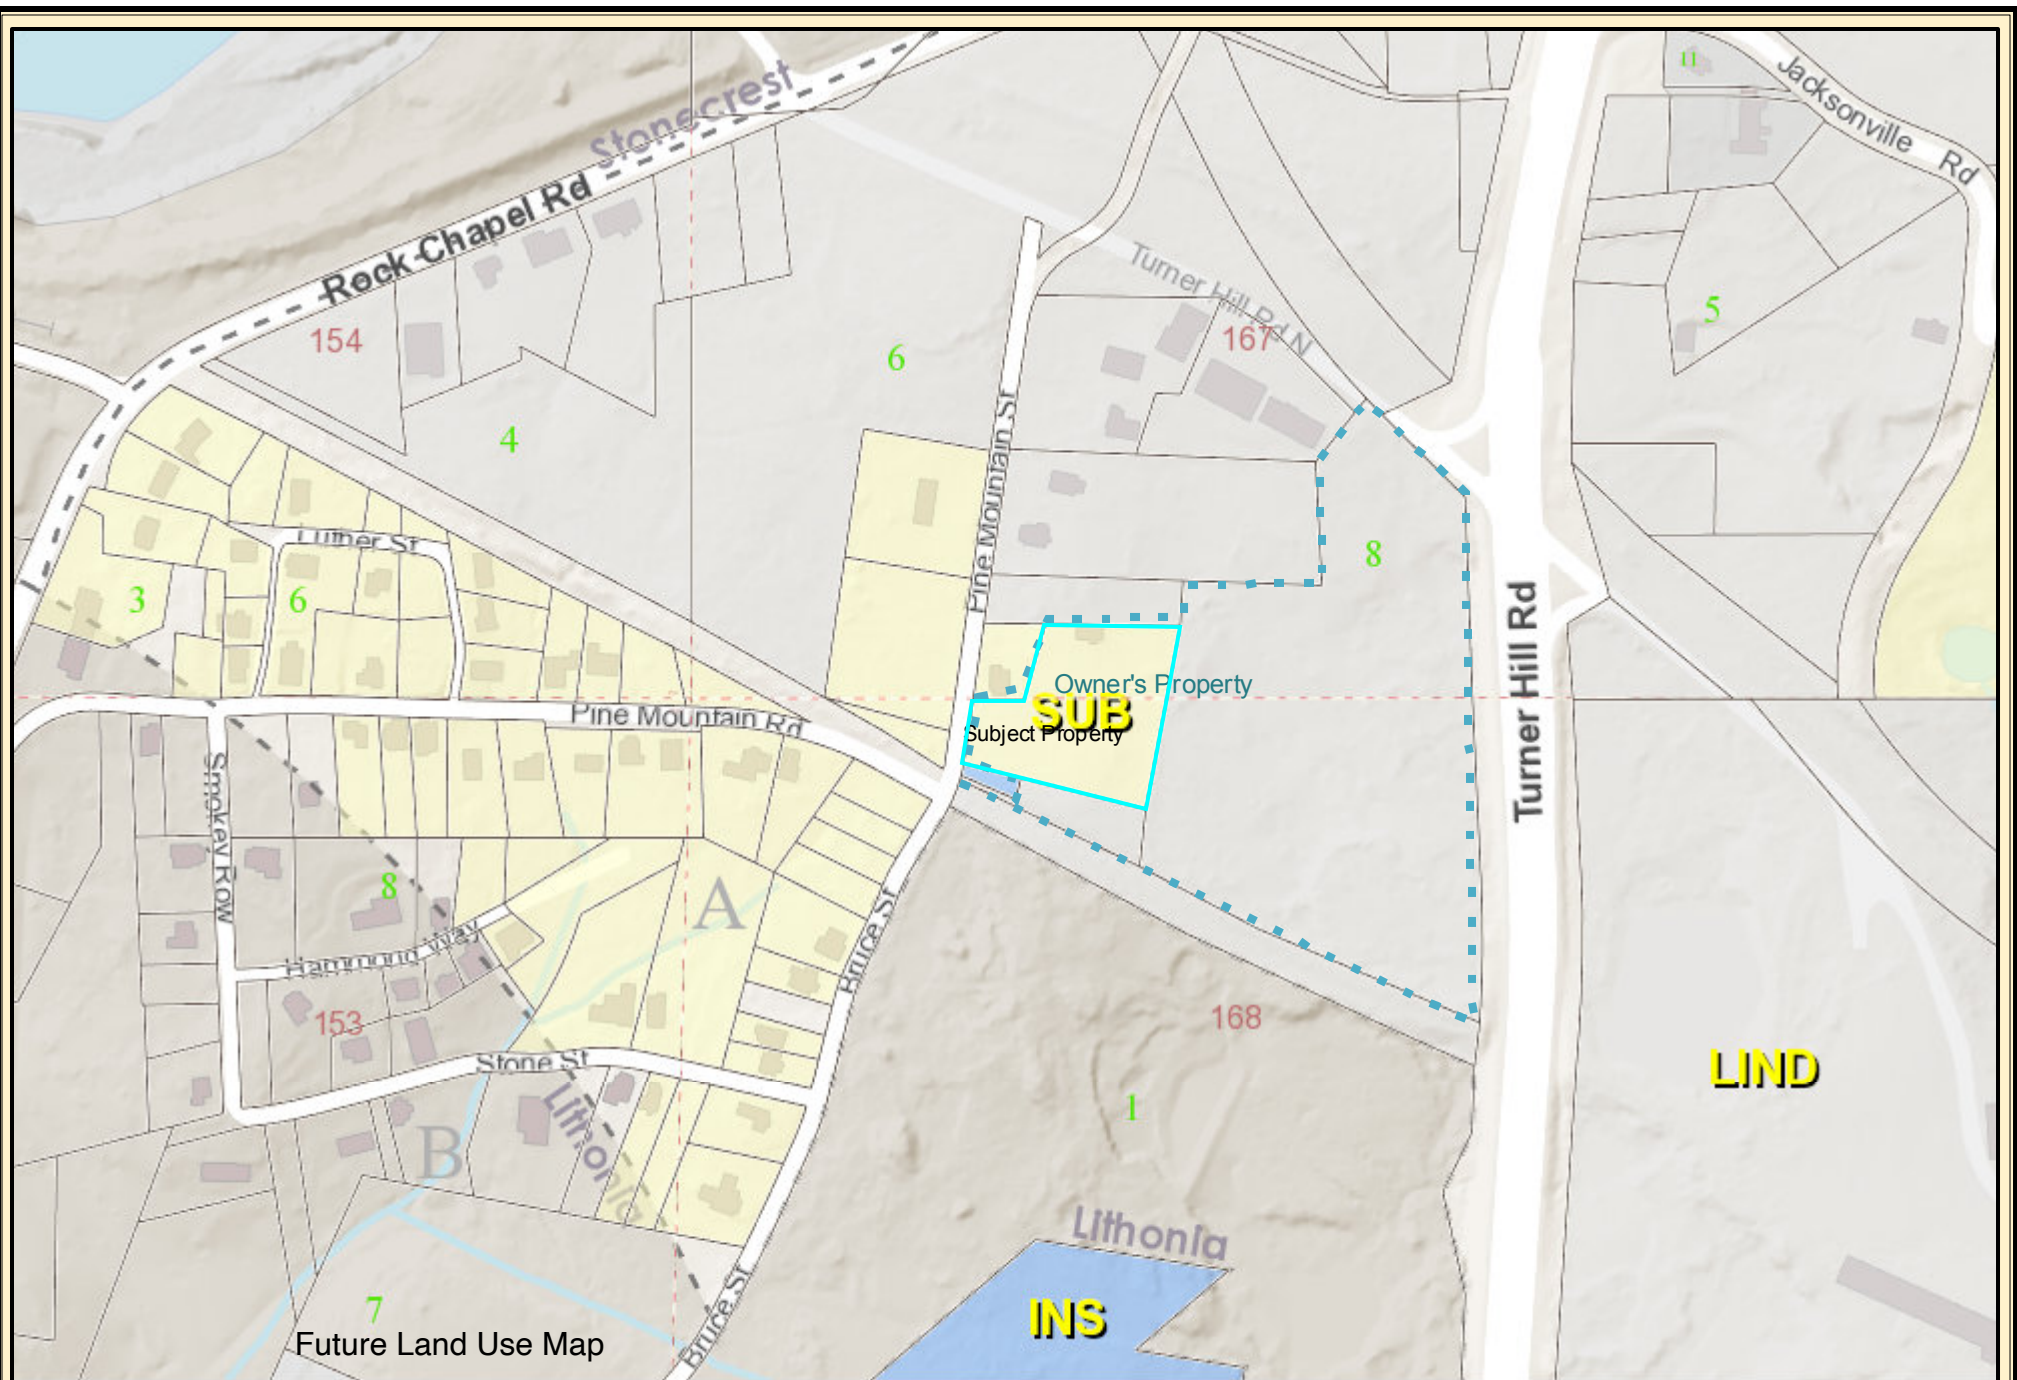 11
Jacksonville Rd
Stonecrest
Rock Chapel Rd
Turner Hill Rd N
5
154
167
6
4
Pine Mountain St
Luther St
8
3
6
Turner Hill Rd
Owner's Property
SUB
Subject Property
Pine Mountain Rd
Smokey Row
8
A
Bruce St
Hammond Way
153
168
Stone St
LIND
Lithonia
1
B
Lithonia
7
INS
Bruce St
Future Land Use Map